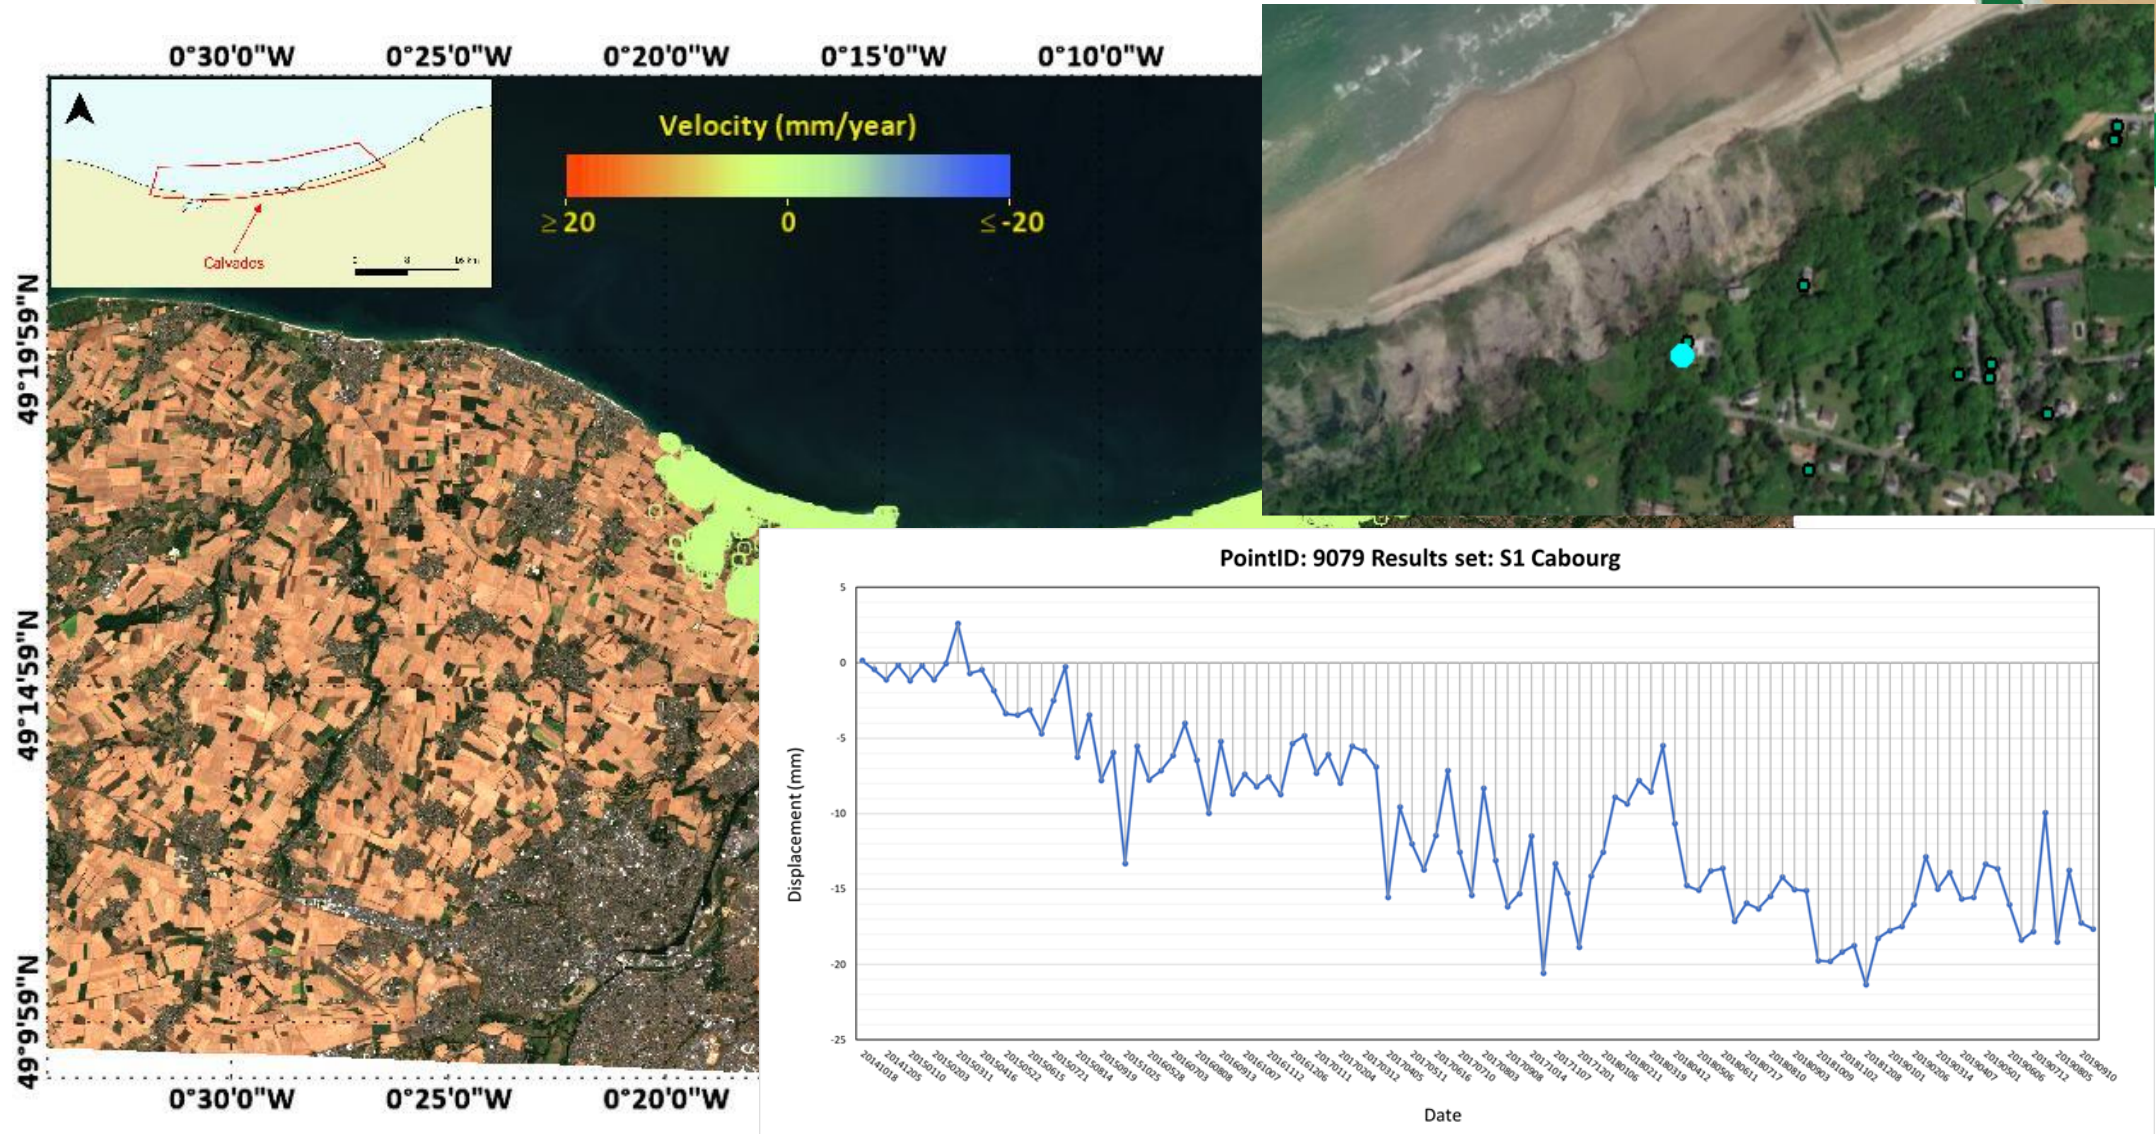 0°30'0"W 0°25'0"W 0°20'0"W 0°15'0"W 0°10'0"W
Velocity (mm/year)
≥ 20 0 ≤ -20
Calvados
0 8 16 km
49°19'59"N
49°14'59"N
49°9'59"N
0°30'0"W 0°25'0"W 0°20'0"W
PointID: 9079 Results set: S1 Cabourg
Displacement (mm)
5
0
-5
-10
-15
-20
-25
20141018 20141205 20150110 20150203 20150311 20150416 20150522 20150615 20150721 20150814 20150919 20151025 20160528 20160703 20160808 20160913 20161007 20161112 20161206 20170111 20170204 20170312 20170405 20170511 20170616 20170710 20170803 20170908 20171014 20171107 20171201 20180106 20180211 20180319 20180412 20180506 20180611 20180717 20180810 20180903 20181009 20181102 20181208 20190101 20190206 20190314 20190407 20190501 20190606 20190712 20190805 20190910
Date